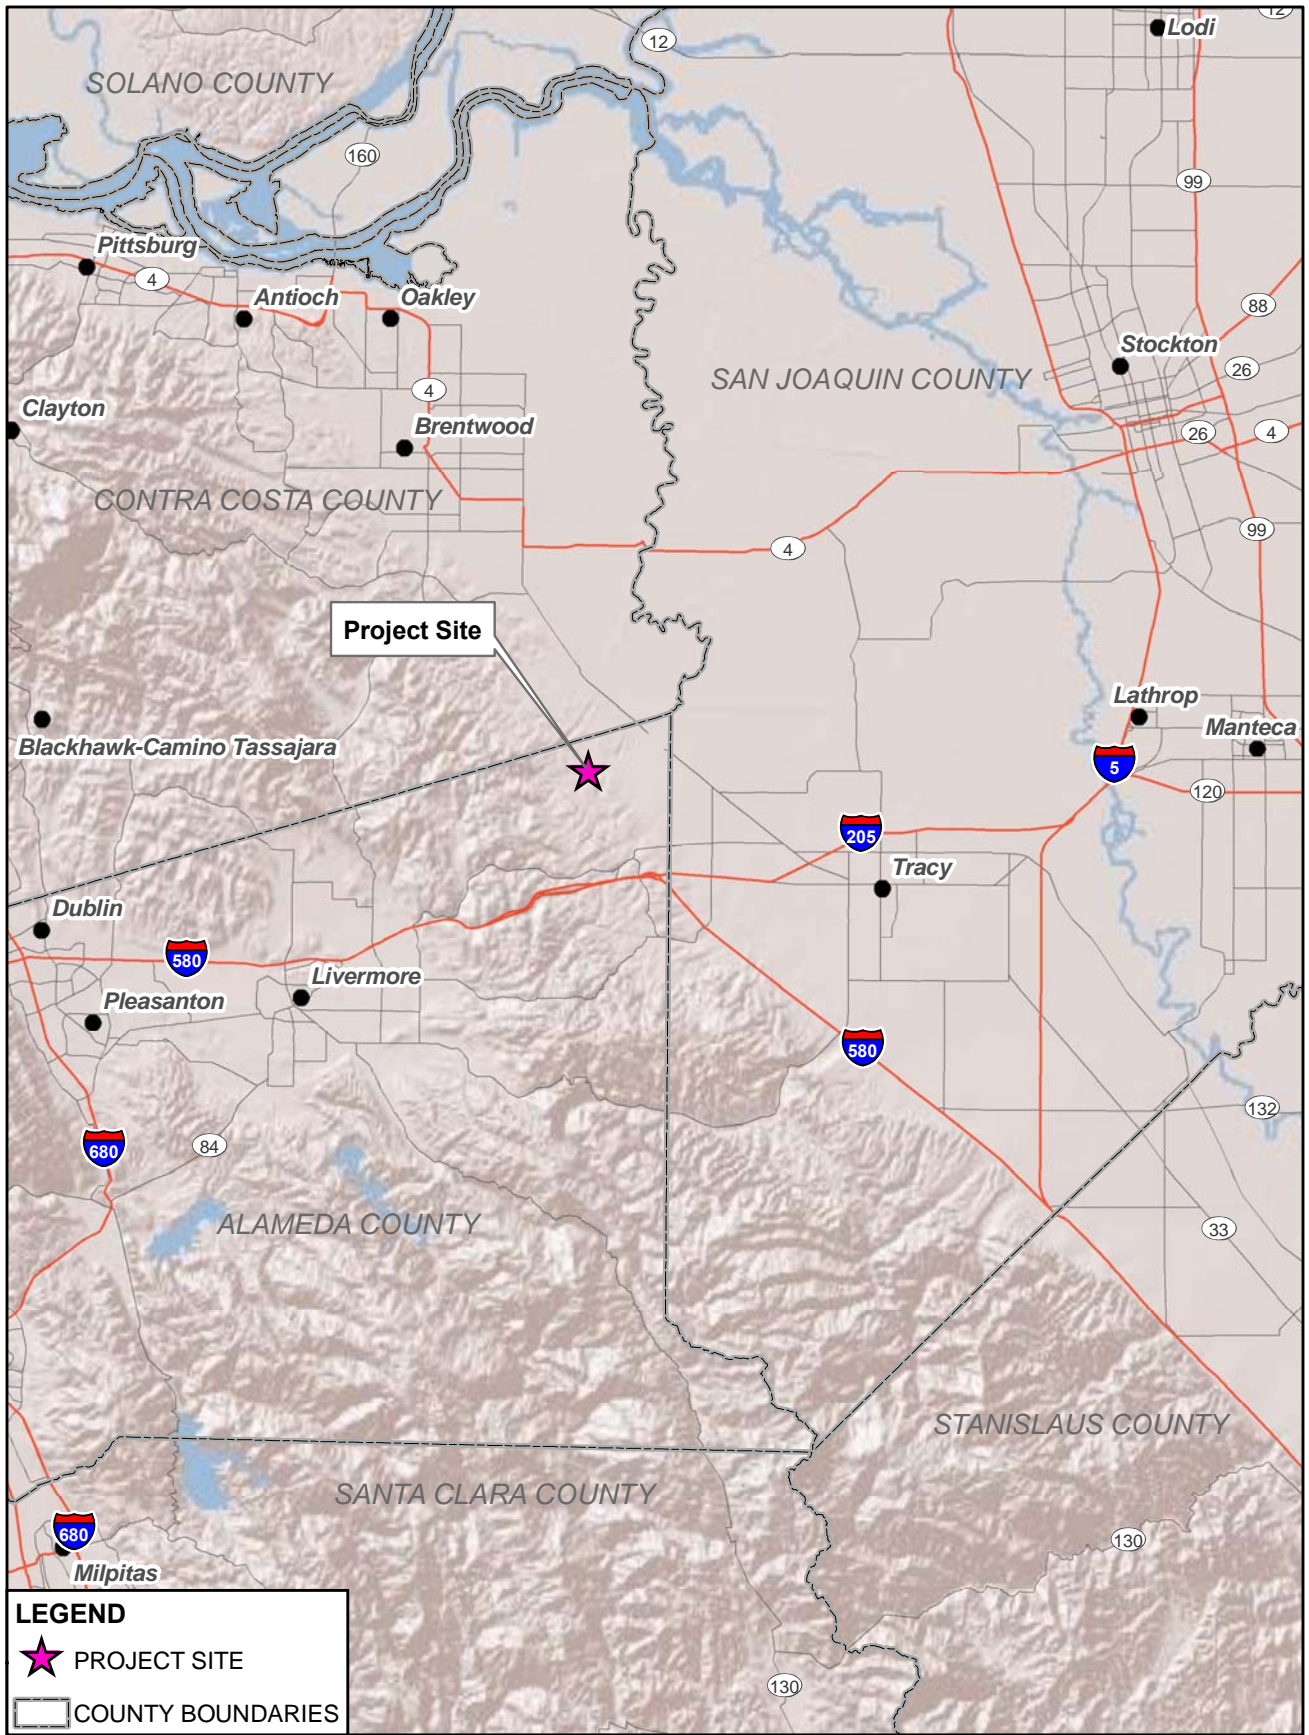 12
12
Lodi
SOLANO COUNTY
160
99
Pittsburg
4
Antioch
Oakley
88
Stockton
26
SAN JOAQUIN COUNTY
4
Clayton
Brentwood
26
4
CONTRA COSTA COUNTY
99
4
Project Site
Lathrop
Manteca
Blackhawk-Camino Tassajara
5
120
205
Tracy
Dublin
580
Livermore
Pleasanton
580
132
680
84
ALAMEDA COUNTY
33
STANISLAUS COUNTY
SANTA CLARA COUNTY
680
130
Milpitas
LEGEND
PROJECT SITE
130
COUNTY BOUNDARIES